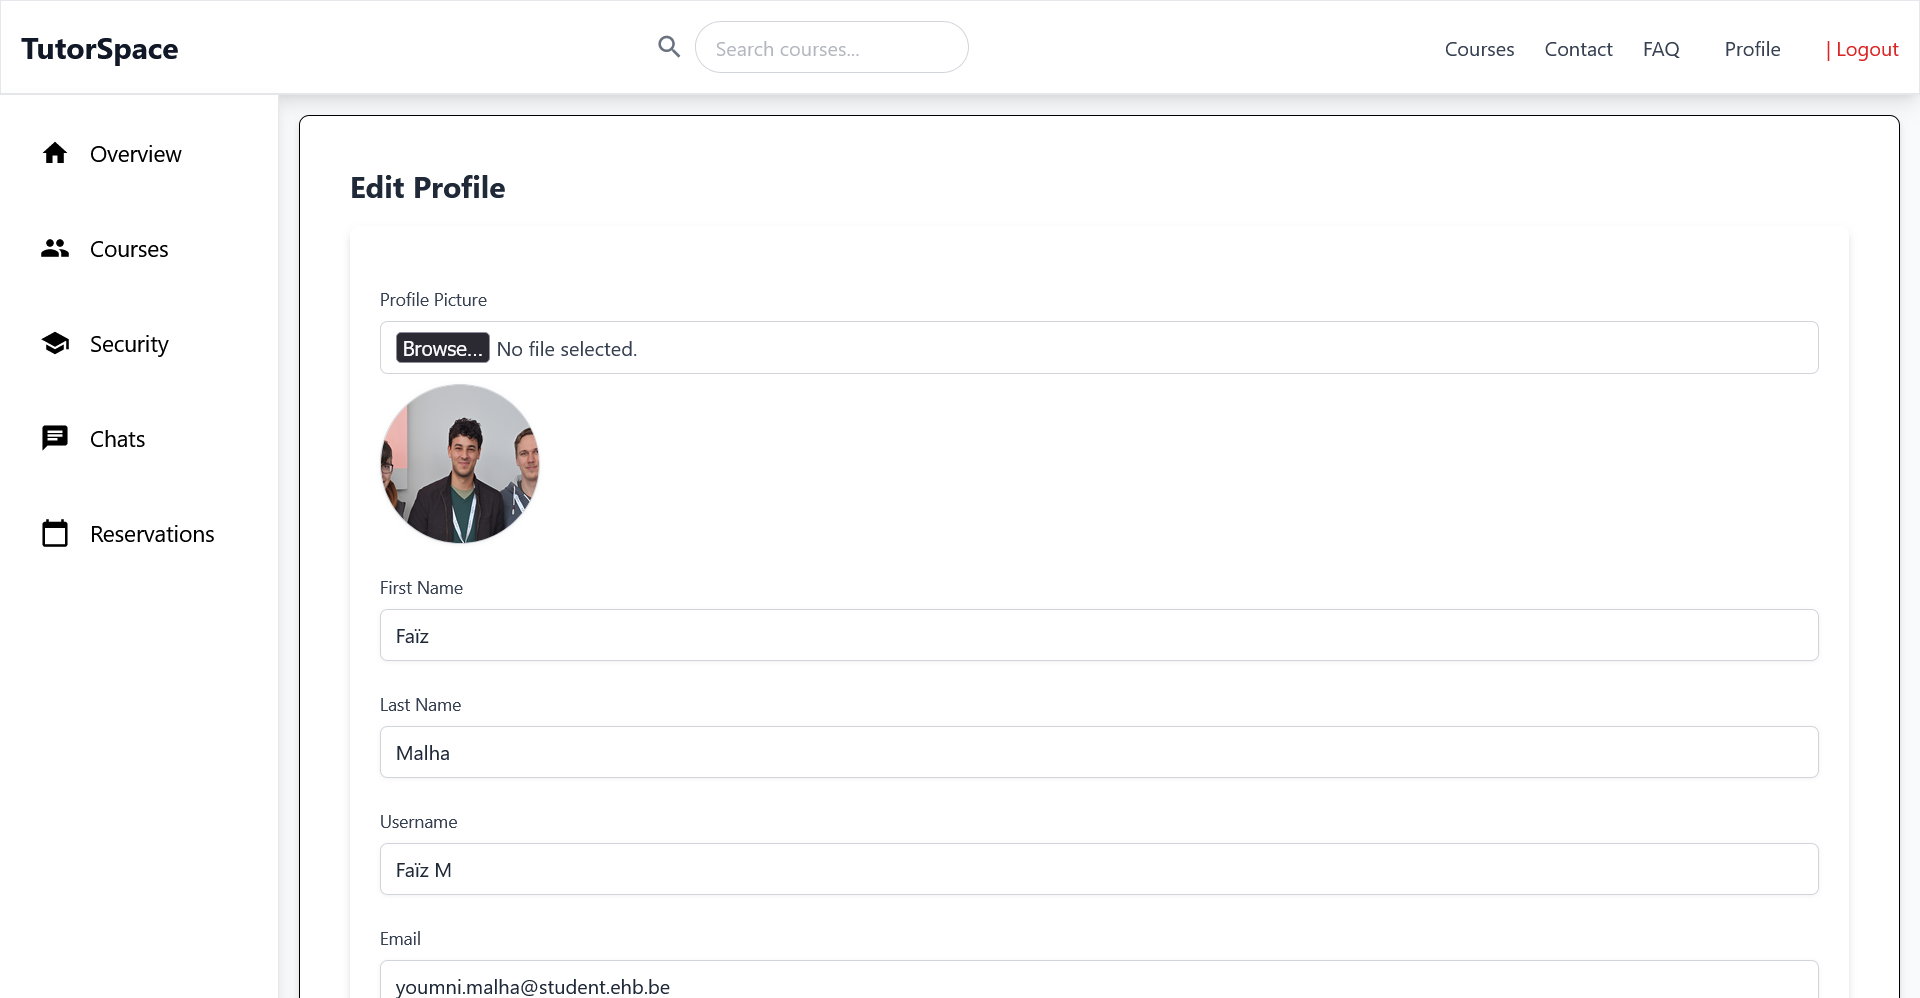 TutorSpace
Search courses...
Courses
Contact
FAQ
Profile
| Logout
Overview
Courses
Security
Chats
Reservations
Edit Profile
Profile Picture
Browse... No file selected.
First Name
Faïz
Last Name
Malha
Username
Faïz M
Email
youmni.malha@student.ehb.be